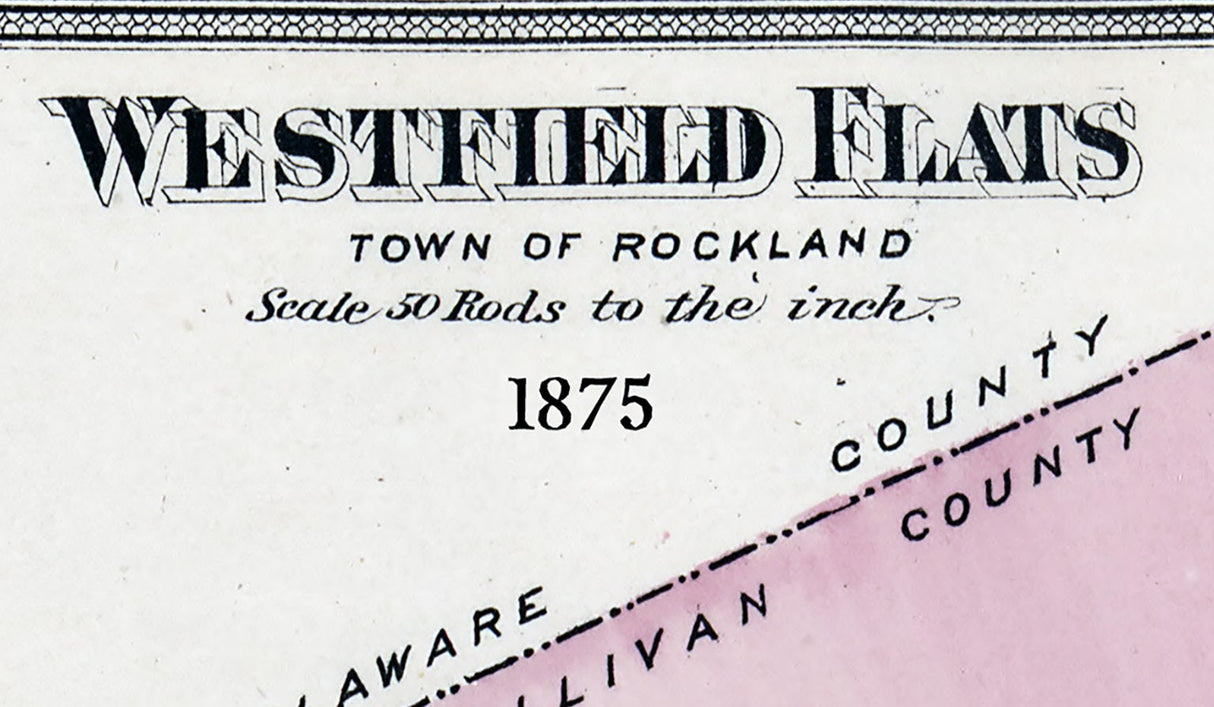 WESTFIELD FLATS
TOWN OF ROCKLAND
Scale 50 Rods to the inch.
1875
COUNTY
COUNTY
LAWARE
LLIVAN